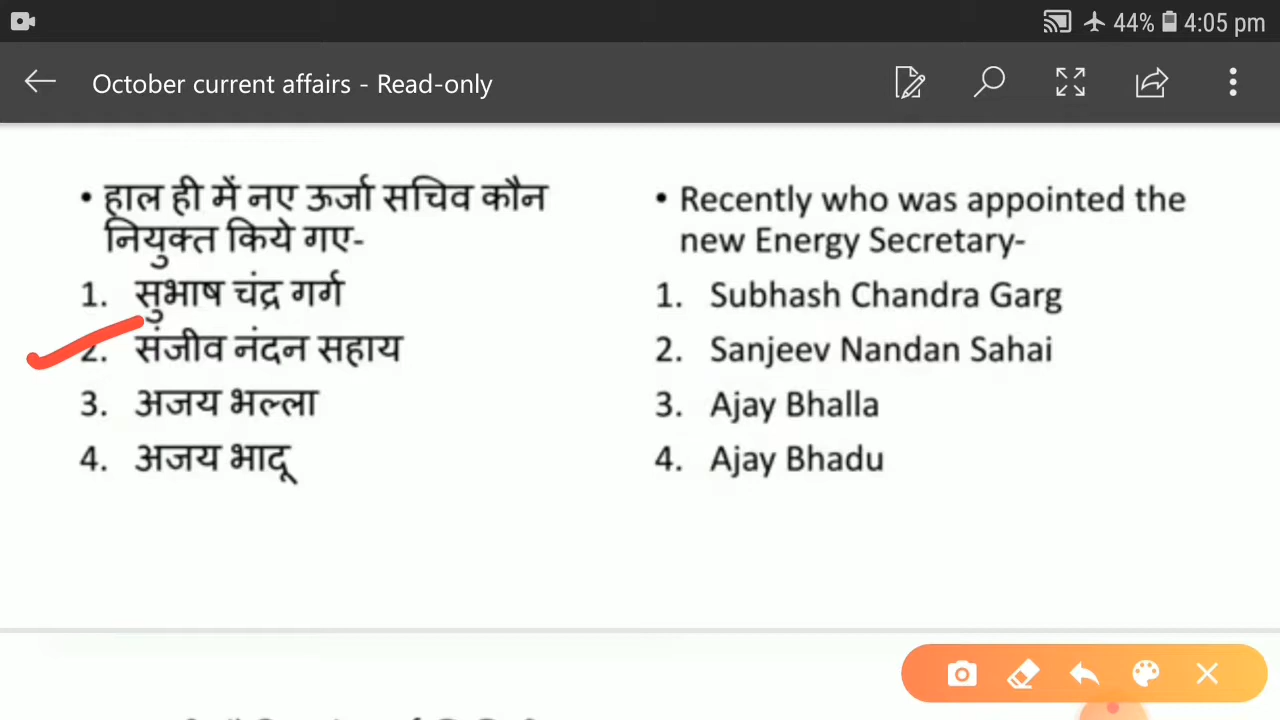 44% 4:05 pm
October current affairs - Read-only
• हाल ही में नए ऊर्जा सचिव कौन
नियुक्त किये गए-
1. सुभाष चंद्र गर्ग
2. संजीव नंदन सहाय
3. अजय भल्ला
4. अजय भादू
• Recently who was appointed the
new Energy Secretary-
1. Subhash Chandra Garg
2. Sanjeev Nandan Sahai
3. Ajay Bhalla
4. Ajay Bhadu